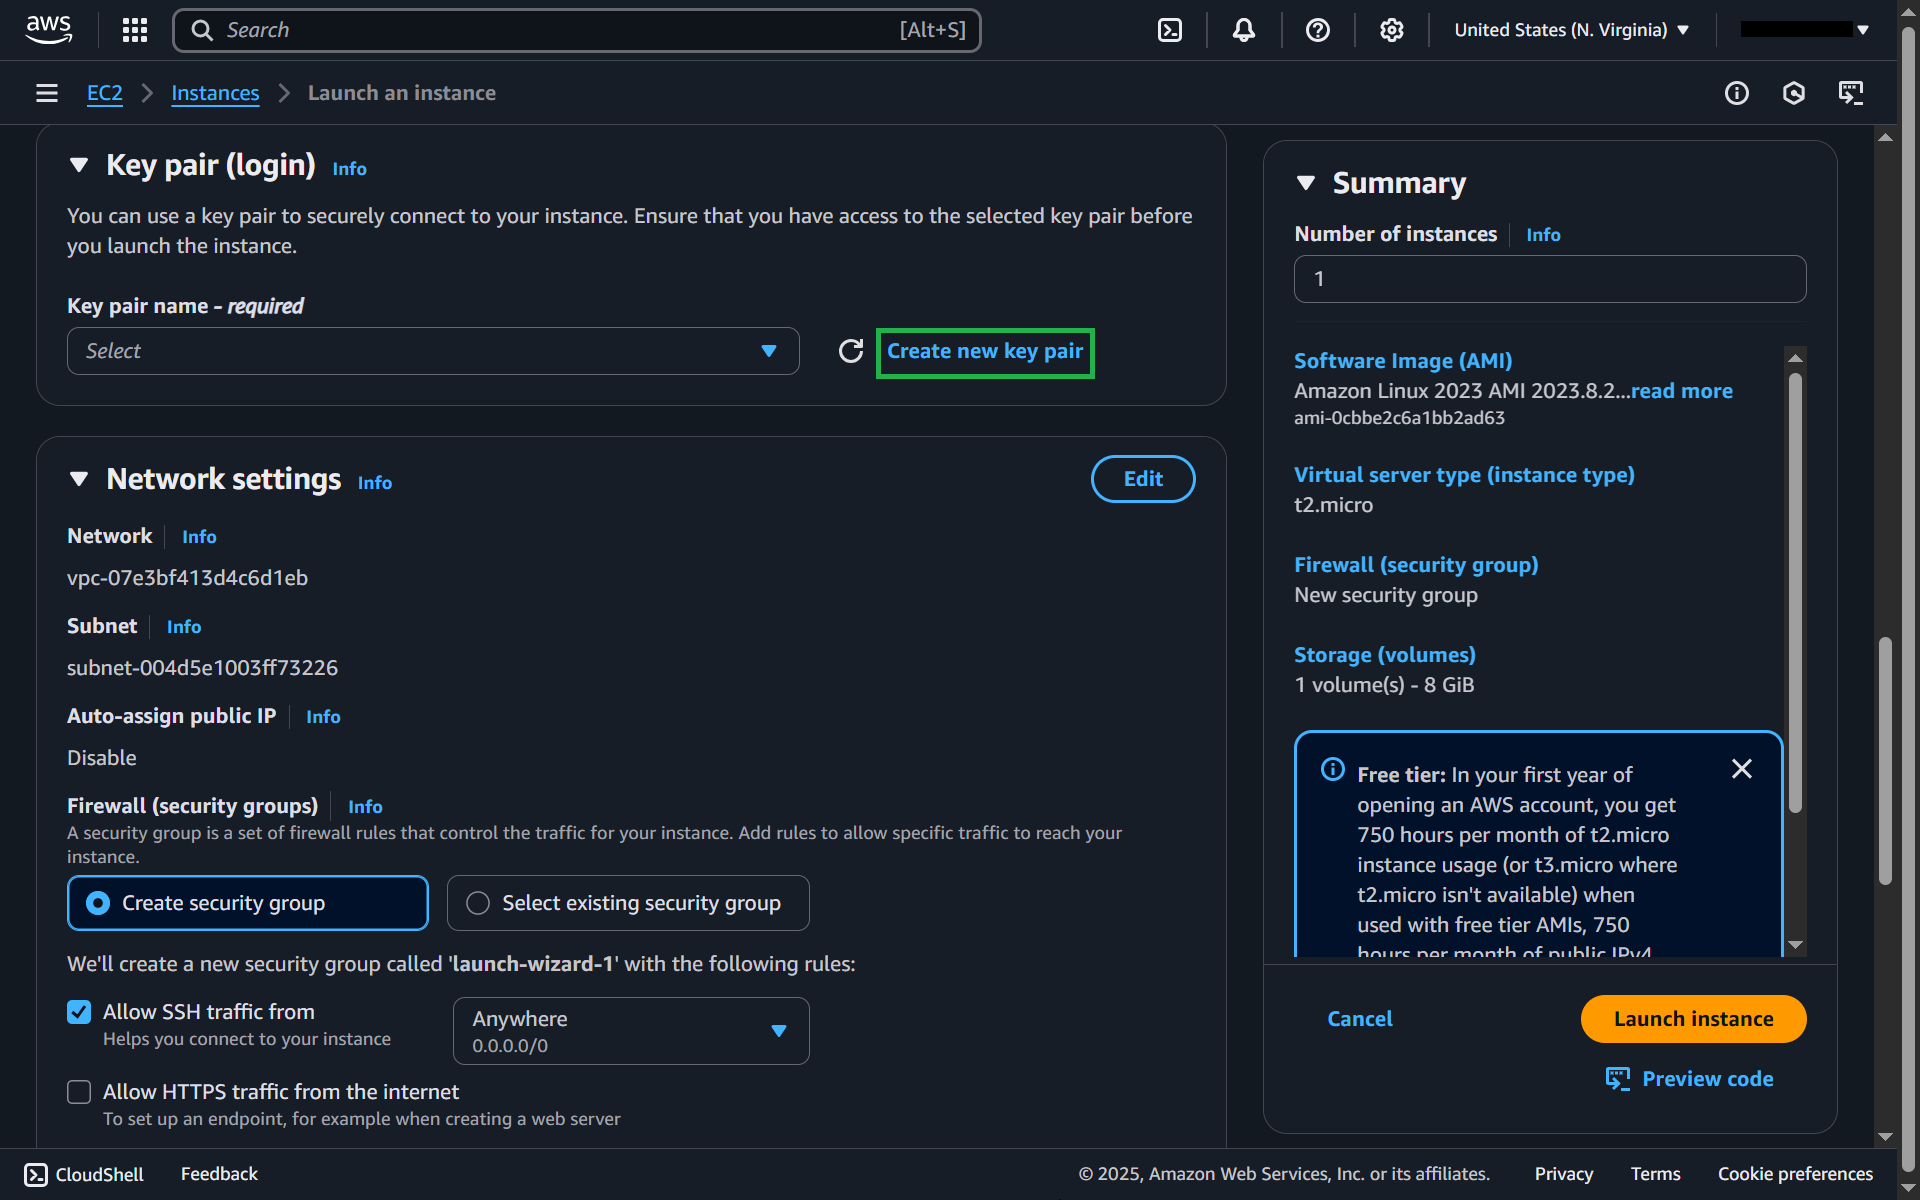 aws
Search
[Alt+S]
United States (N. Virginia)
EC2
Instances
Launch an instance
Key pair (login)
Info
You can use a key pair to securely connect to your instance. Ensure that you have access to the selected key pair before
you launch the instance.
Key pair name - required
Select
Create new key pair
Network settings
Info
Edit
Network
Info
vpc-07e3bf413d4c6d1eb
Subnet
Info
subnet-004d5e1003ff73226
Auto-assign public IP
Info
Disable
Firewall (security groups)
Info
A security group is a set of firewall rules that control the traffic for your instance. Add rules to allow specific traffic to reach your
instance.
Create security group
Select existing security group
We'll create a new security group called 'launch-wizard-1' with the following rules:
Allow SSH traffic from
Helps you connect to your instance
Anywhere
0.0.0.0/0
Allow HTTPS traffic from the internet
To set up an endpoint, for example when creating a web server
Summary
Number of instances
Info
1
Software Image (AMI)
Amazon Linux 2023 AMI 2023.8.2...read more
ami-0cbbe2c6a1bb2ad63
Virtual server type (instance type)
t2.micro
Firewall (security group)
New security group
Storage (volumes)
1 volume(s) - 8 GiB
Free tier: In your first year of
opening an AWS account, you get
750 hours per month of t2.micro
instance usage (or t3.micro where
t2.micro isn't available) when
used with free tier AMIs, 750
hours per month of public IPv4
Cancel
Launch instance
Preview code
CloudShell
Feedback
© 2025, Amazon Web Services, Inc. or its affiliates.
Privacy
Terms
Cookie preferences